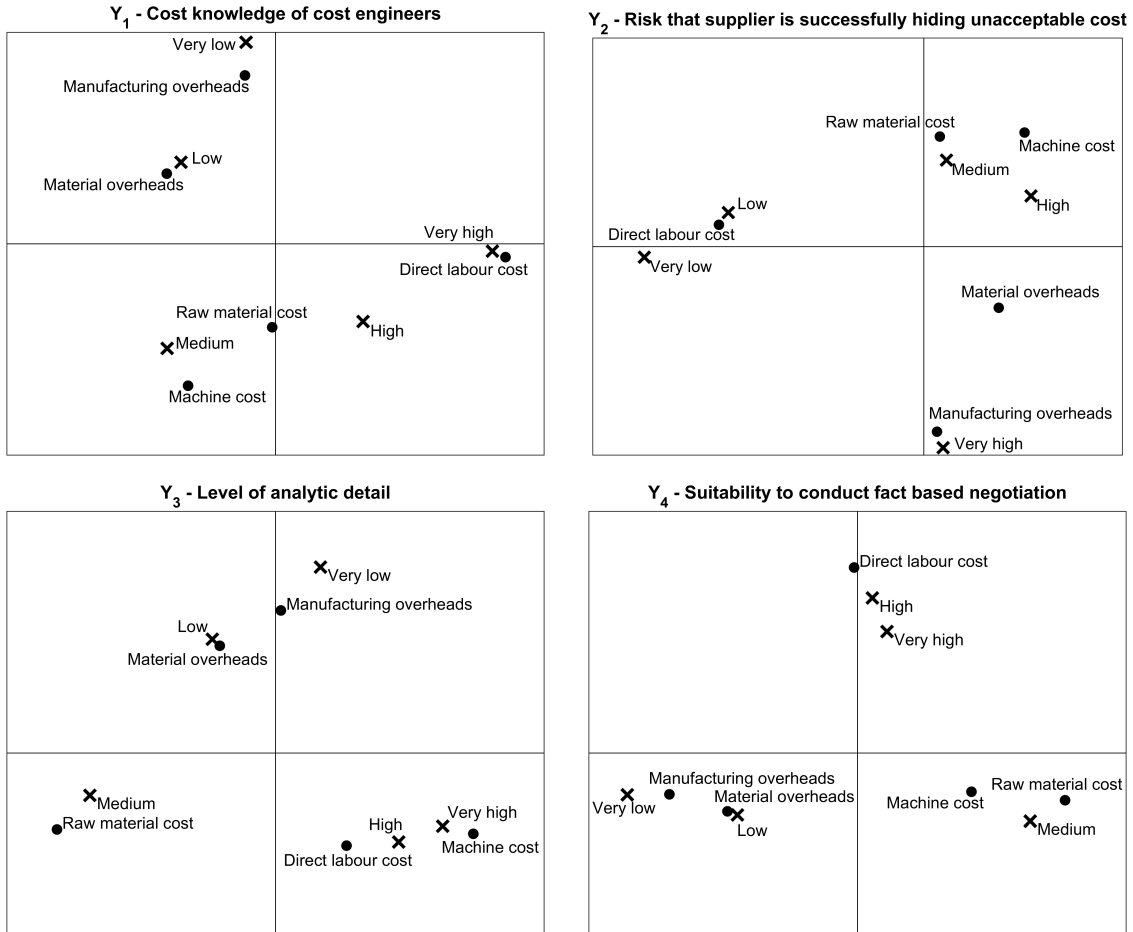 Y1 - Cost knowledge of cost engineers
Very low
Manufacturing overheads
Low
Material overheads
Very high
Direct labour cost
Raw material cost
High
Medium
Machine cost
Y2 - Risk that supplier is successfully hiding unacceptable cost
Raw material cost
Machine cost
Medium
High
Low
Direct labour cost
Very low
Material overheads
Manufacturing overheads
Very high
Y3 - Level of analytic detail
Very low
Manufacturing overheads
Low
Material overheads
Medium
Raw material cost
Very high
High
Machine cost
Direct labour cost
Y4 - Suitability to conduct fact based negotiation
Direct labour cost
High
Very high
Manufacturing overheads
Raw material cost
Material overheads
Machine cost
Very low
Low
Medium